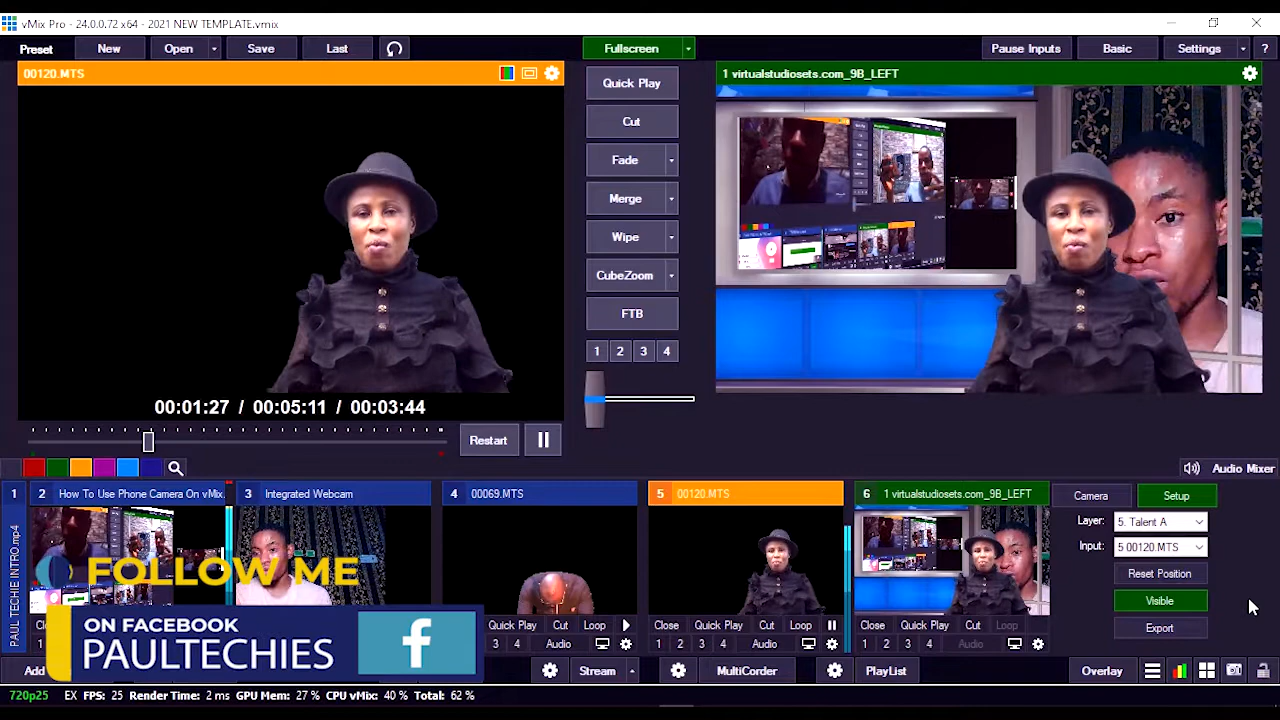 vMix Pro - 24.0.0.72 x64 - 2021 NEW TEMPLATE.vmix
Preset New Open Save Last Fullscreen Pause Inputs Basic Settings ?
00120.MTS
1 virtualstudiosets.com_9B_LEFT
Quick Play
Cut
Fade
Merge
Wipe
CubeZoom
FTB
1 2 3 4
00:01:27 / 00:05:11 / 00:03:44
Restart
Audio Mixer
1 2 How To Use Phone Camera On vMix. 3 Integrated Webcam 4 00069.MTS 5 00120.MTS 6 1 virtualstudiosets.com_9B_LEFT
PAUL TECHIE INTRO.mp4
Camera Setup
Layer: 5. Talent A
Input: 5 00120.MTS
Reset Position
Visible
Export
FOLLOW ME
ON FACEBOOK
PAULTECHIES
f
Quick Play Cut Loop Close Quick Play Cut Loop Close Quick Play Cut Loop
3 4 Audio 1 2 3 4 Audio 1 2 3 4 Audio
Add Stream MultiCorder PlayList Overlay
720p25 EX FPS: 25 Render Time: 2 ms GPU Mem: 27 % CPU vMix: 40 % Total: 62 %